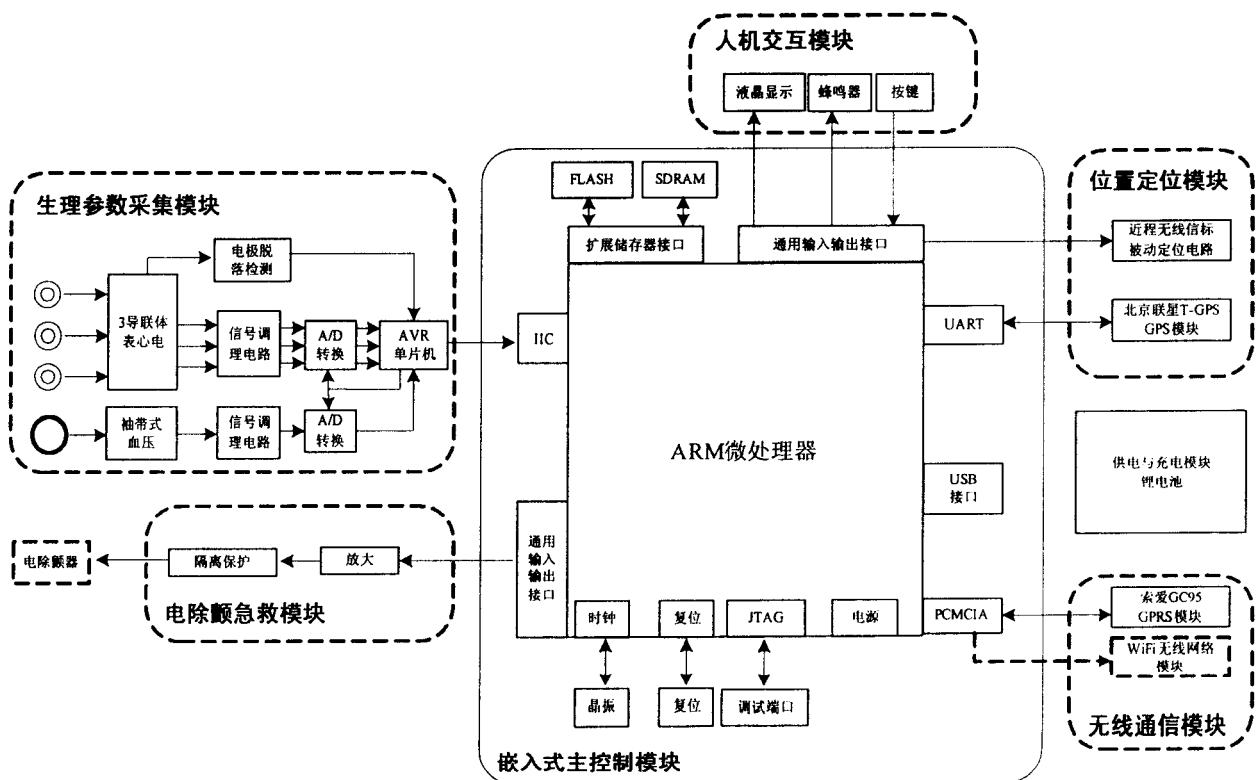 人机交互模块
液晶显示
蜂鸣器
按键
生理参数采集模块
电极脱
落检测
3导联体
表心电
信号调
理电路
A/D
转换
AVR
单片机
袖带式
血压
信号调
理电路
A/D
转换
FLASH
SDRAM
扩展储存器接口
通用输入输出接口
IIC
ARM微处理器
UART
USB
接口
PCMCIA
通用
输入
输出
接口
时钟
复位
JTAG
电源
晶振
复位
调试端口
嵌入式主控制模块
位置定位模块
近程无线信标
被动定位电路
北京联星T-GPS
GPS模块
供电与充电模块
锂电池
电除颤器
隔离保护
放大
电除颤急救模块
索爱GC95
GPRS模块
WiFi无线网络
模块
无线通信模块